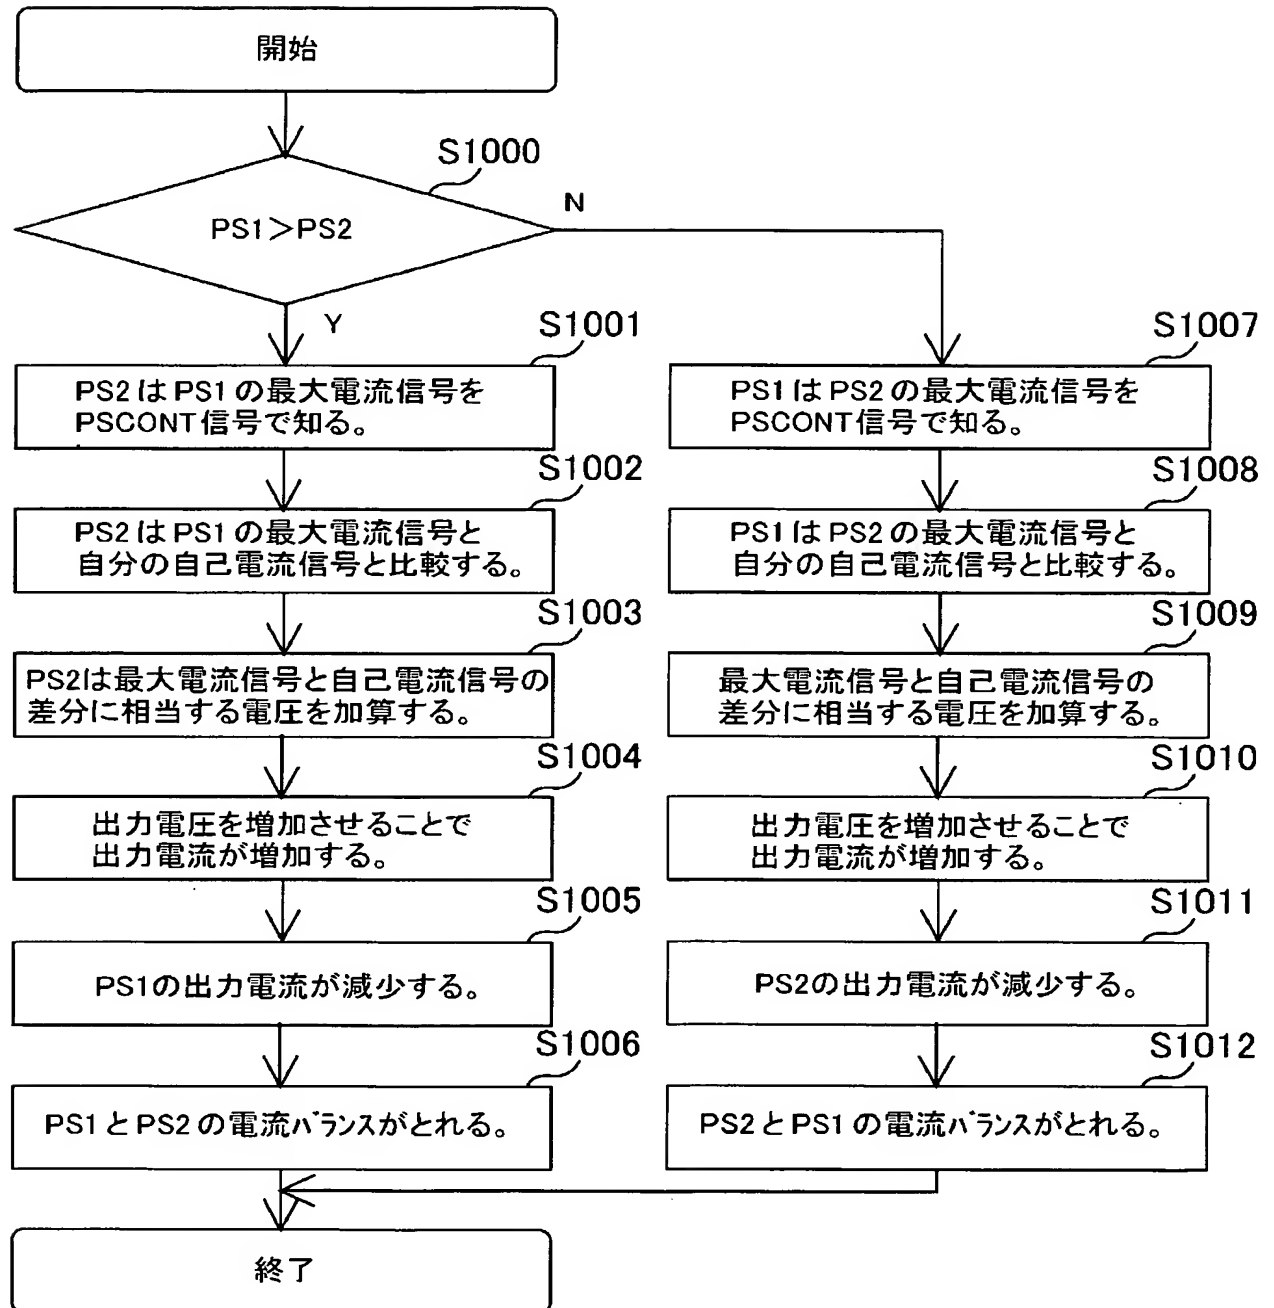 開始
S1000
PS1>PS2
N
Y
S1001
PS2はPS1の最大電流信号を
PSCONT信号で知る。
S1002
PS2はPS1の最大電流信号と
自分の自己電流信号と比較する。
S1003
PS2は最大電流信号と自己電流信号の
差分に相当する電圧を加算する。
S1004
出力電圧を増加させることで
出力電流が増加する。
S1005
PS1の出力電流が減少する。
S1006
PS1とPS2の電流バランスがとれる。
S1007
PS1はPS2の最大電流信号を
PSCONT信号で知る。
S1008
PS1はPS2の最大電流信号と
自分の自己電流信号と比較する。
S1009
最大電流信号と自己電流信号の
差分に相当する電圧を加算する。
S1010
出力電圧を増加させることで
出力電流が増加する。
S1011
PS2の出力電流が減少する。
S1012
PS2とPS1の電流バランスがとれる。
終了